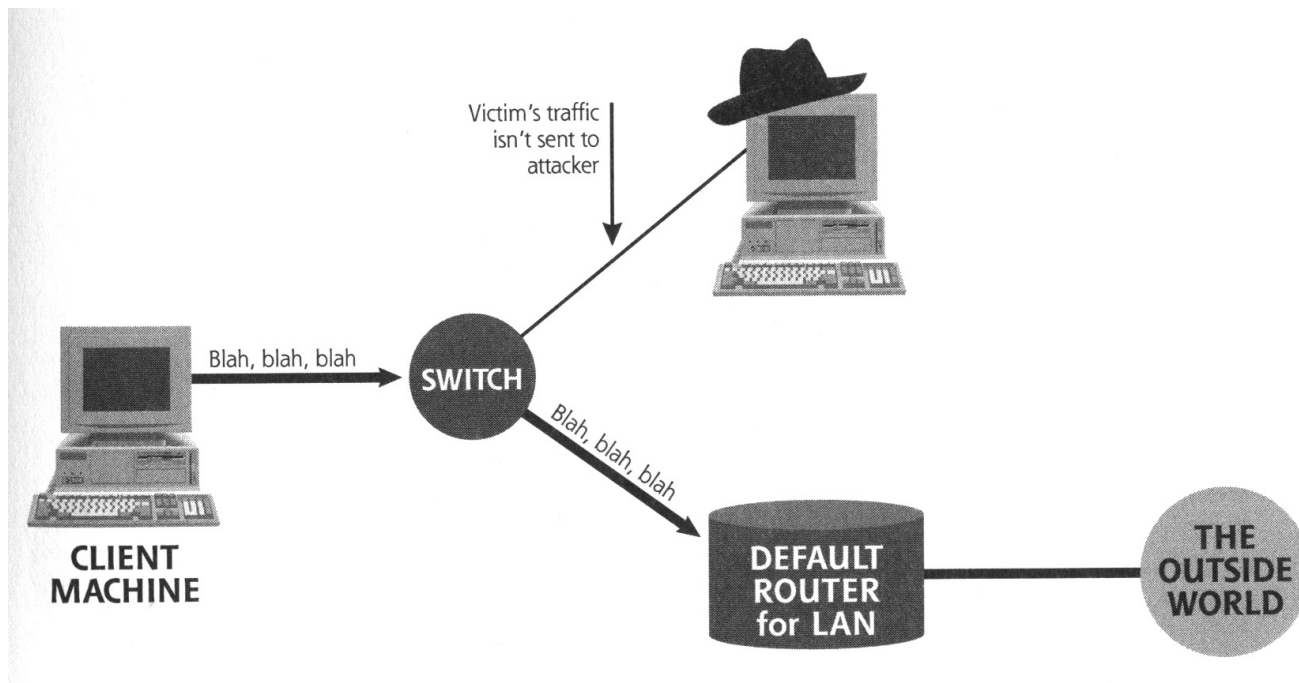 Victim's traffic
isn't sent to
attacker
Blah, blah, blah
SWITCH
Blah, blah, blah
CLIENT
MACHINE
DEFAULT
ROUTER
for LAN
THE
OUTSIDE
WORLD